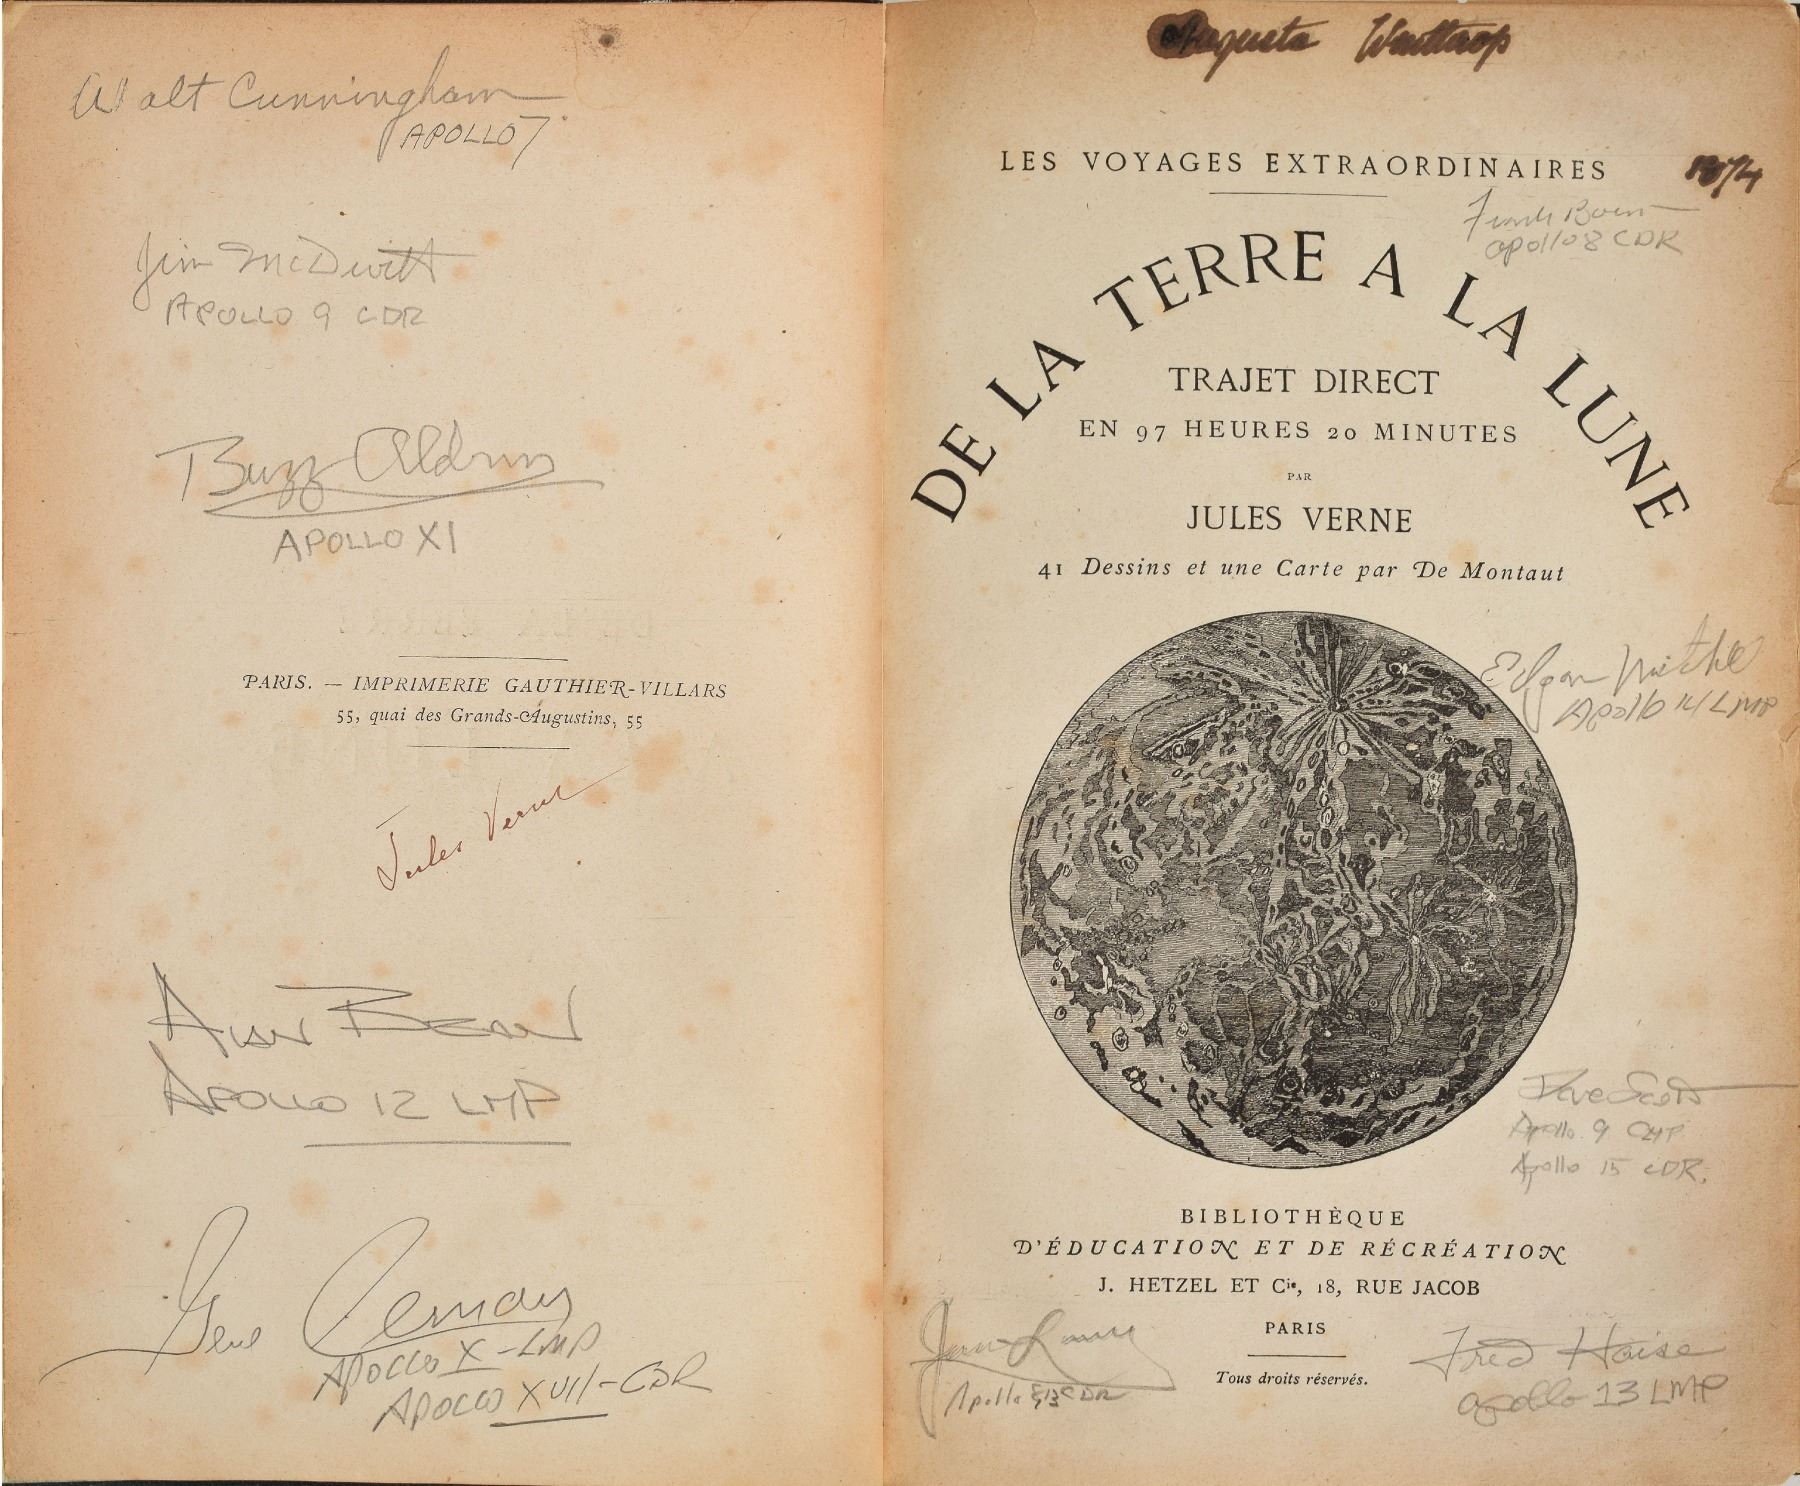 Walt Cunningham
APOLLO 7
Jim McDivitt
APOLLO 9 CDR
Buzz Aldrin
APOLLO XI
PARIS. — IMPRIMERIE GAUTHIER-VILLARS
55, quai des Grands-Augustins, 55
Jules Verne
Alan Bean
APOLLO 12 LMP
Gene Cernan
APOLLO X-LMP
APOLLO XVII-CDR
Augusta Winthrop
LES VOYAGES EXTRAORDINAIRES
Frank Borman
Apollo 8 CDR
DE LA TERRE A LA LUNE
TRAJET DIRECT
EN 97 HEURES 20 MINUTES
PAR
JULES VERNE
41 Dessins et une Carte par De Montaut
Edgar Mitchell
Apollo 14 LMP
Dave Scott
Apollo 9 CMP
Apollo 15 CDR.
BIBLIOTHÈQUE
D'ÉDUCATION ET DE RÉCRÉATION
J. HETZEL ET Cie, 18, RUE JACOB
PARIS
Tous droits réservés.
Apollo CDR
Fred Haise
Apollo 13 LMP